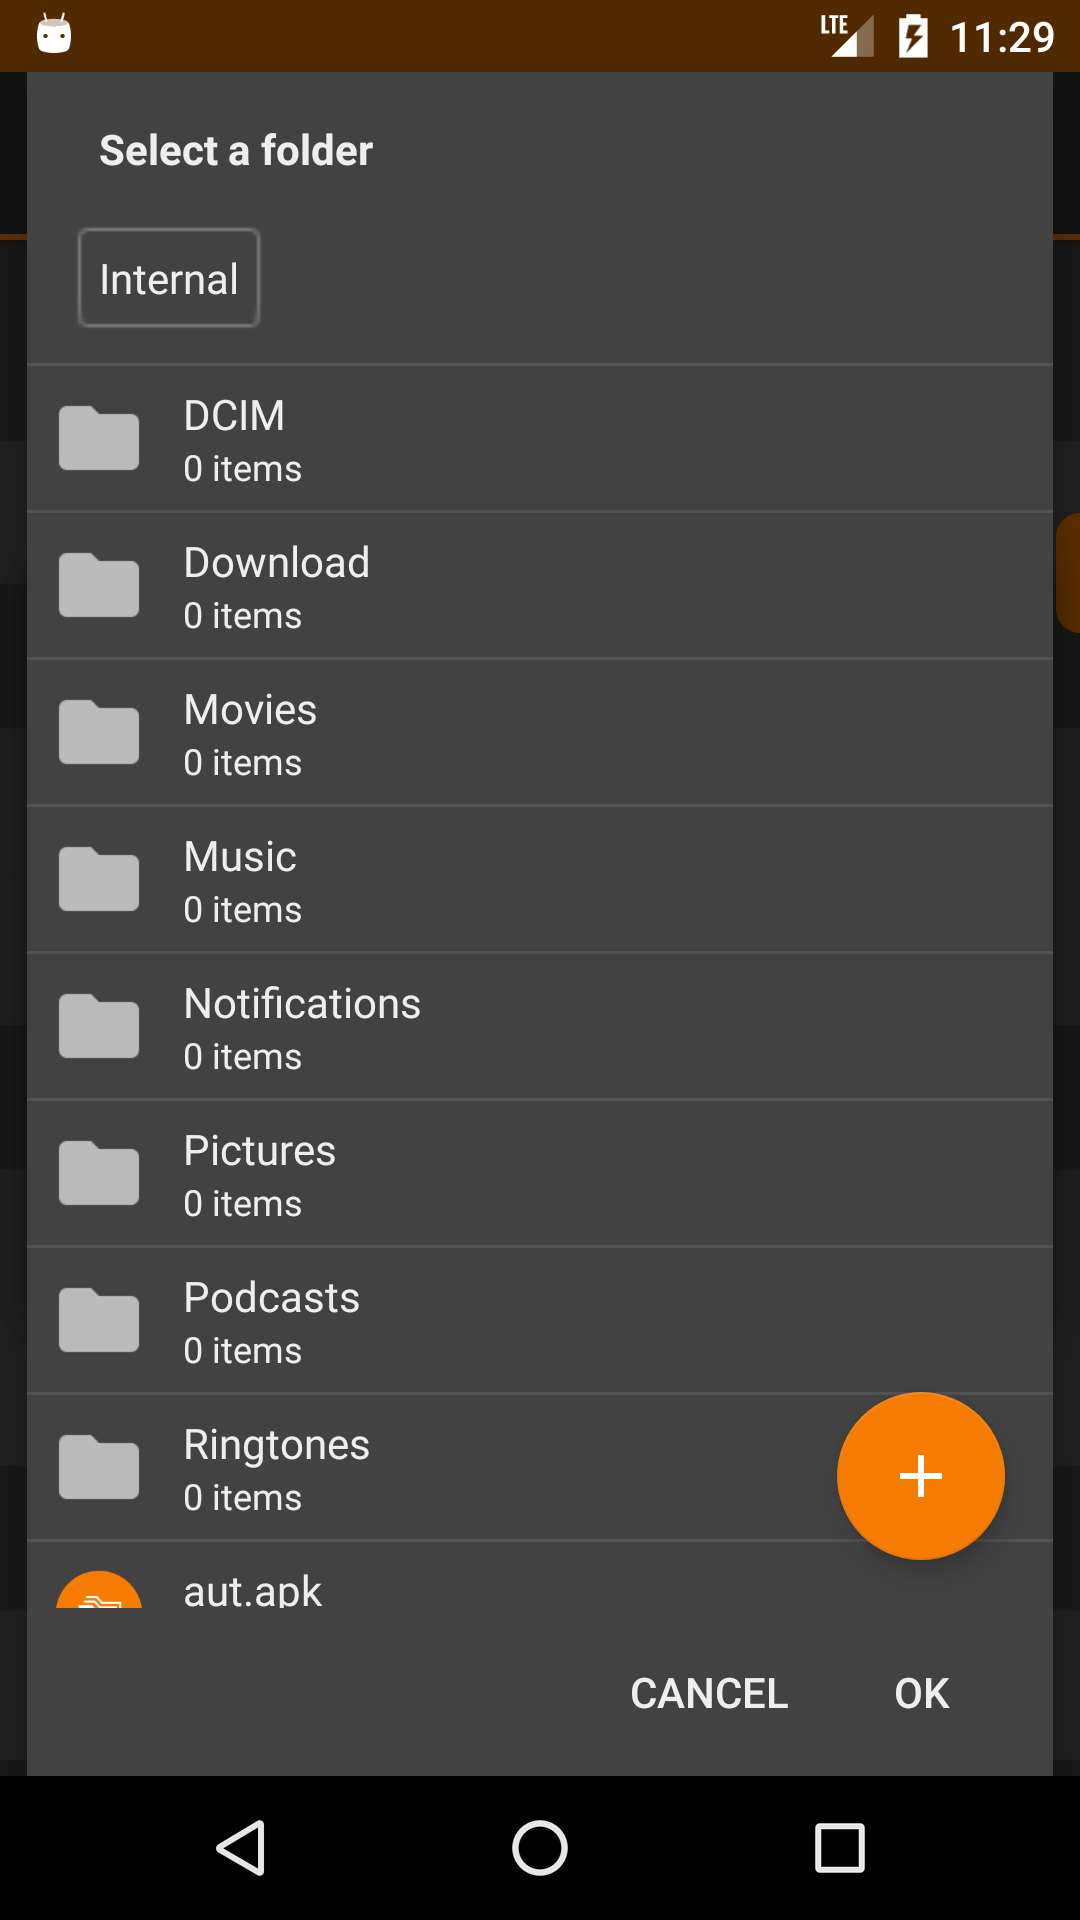 LTE 11:29
Select a folder
Internal
DCIM
0 items
Download
0 items
Movies
0 items
Music
0 items
Notifications
0 items
Pictures
0 items
Podcasts
0 items
Ringtones
0 items
aut.apk
CANCEL OK